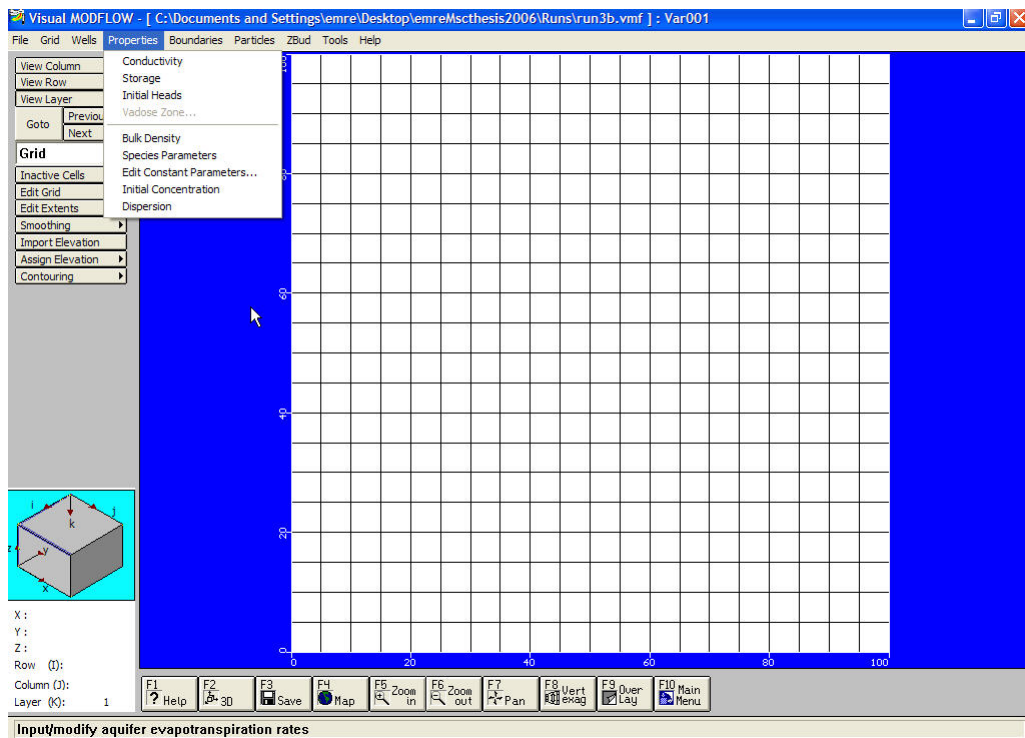 Visual MODFLOW - [ C:\Documents and Settings\emre\Desktop\emreMscthesis2006\Runs\run3b.vmf ] : Var001
File Grid Wells Properties Boundaries Particles ZBud Tools Help
View Column
View Row
View Layer
Goto
Previou
Next
Grid
Inactive Cells
Edit Grid
Edit Extents
Smoothing
Import Elevation
Assign Elevation
Contouring
Conductivity
Storage
Initial Heads
Vadose Zone...
Bulk Density
Species Parameters
Edit Constant Parameters...
Initial Concentration
Dispersion
100
80
60
40
20
0
0 20 40 60 80 100
i
j
k
z
y
x
X :
Y :
Z :
Row (I):
Column (J):
Layer (K): 1
F1 ? Help
F2 3D
F3 Save
F4 Map
F5 Zoom in
F6 Zoom out
F7 Pan
F8 Vert exag
F9 Over Lay
F10 Main Menu
Input/modify aquifer evapotranspiration rates